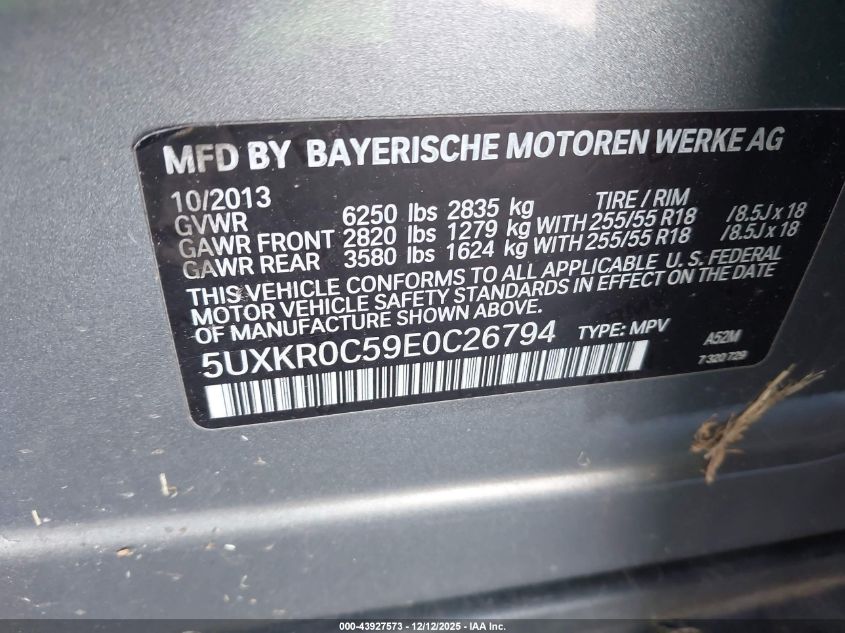 MFD BY BAYERISCHE MOTOREN WERKE AG
10/2013 TIRE / RIM
GVWR 6250 lbs 2835 kg
GAWR FRONT 2820 lbs 1279 kg WITH 255/55 R18 /8.5J x 18
GAWR REAR 3580 lbs 1624 kg WITH 255/55 R18 /8.5J x 18
THIS VEHICLE CONFORMS TO ALL APPLICABLE U.S. FEDERAL
MOTOR VEHICLE SAFETY STANDARDS IN EFFECT ON THE DATE
OF MANUFACTURE SHOWN ABOVE.
5UXKR0C59E0C26794 TYPE: MPV A52M
7 320 729
000-43927573 - 12/12/2025 - IAA Inc.